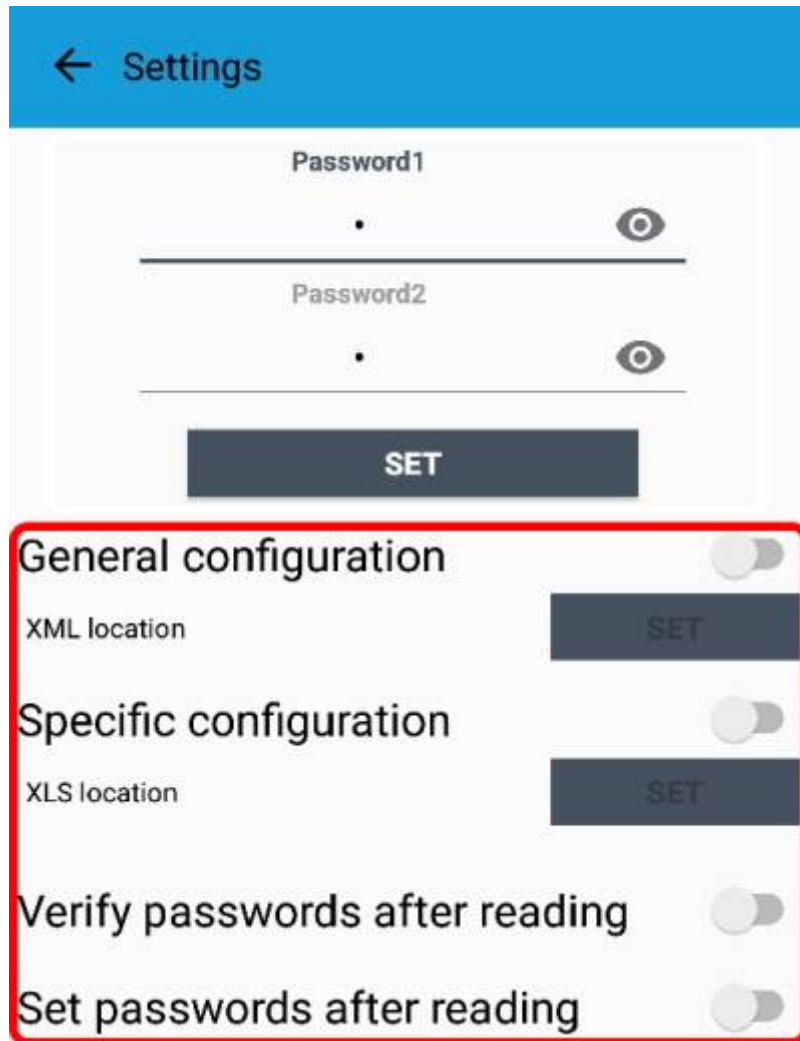 Settings
Password1
•
Password2
•
SET
General configuration
XML location
SET
Specific configuration
XLS location
SET
Verify passwords after reading
Set passwords after reading